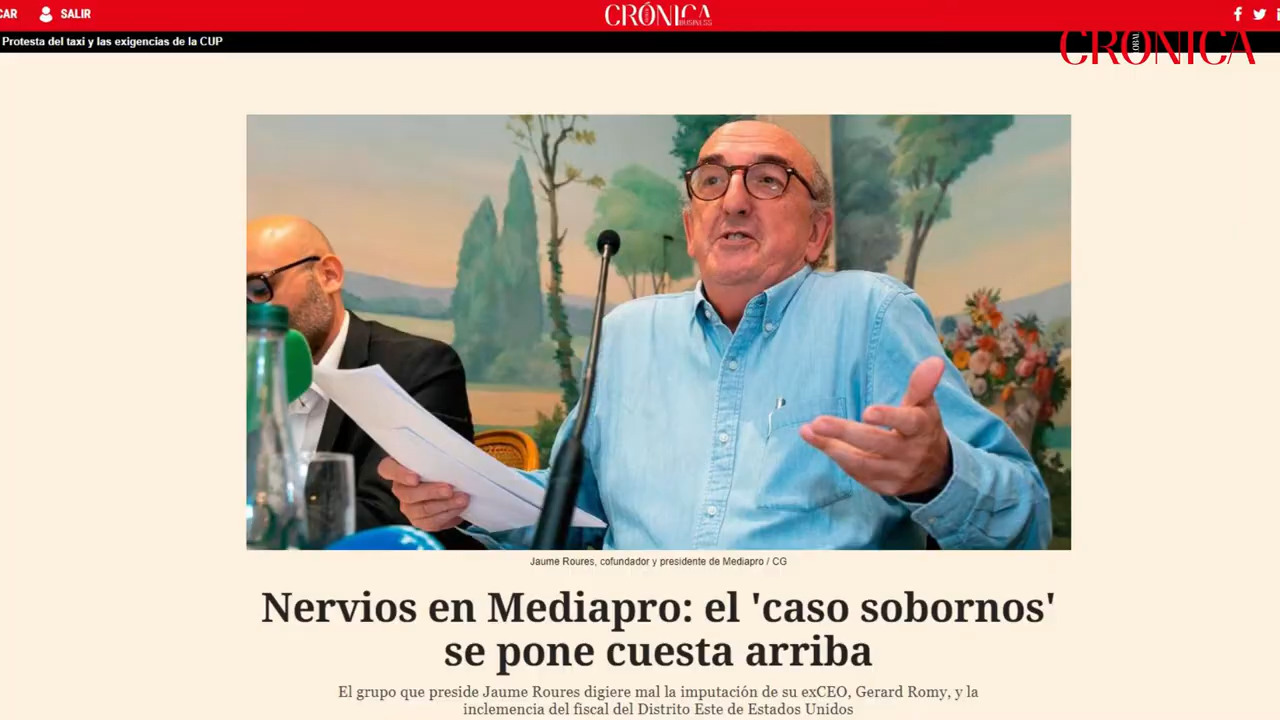 CAR
SALIR
CRÓNICA
BUSINESS
Protesta del taxi y las exigencias de la CUP
CRÓNICA
Jaume Roures, cofundador y presidente de Mediapro / CG
Nervios en Mediapro: el 'caso sobornos'
se pone cuesta arriba
El grupo que preside Jaume Roures digiere mal la imputación de su exCEO, Gerard Romy, y la
inclemencia del fiscal del Distrito Este de Estados Unidos